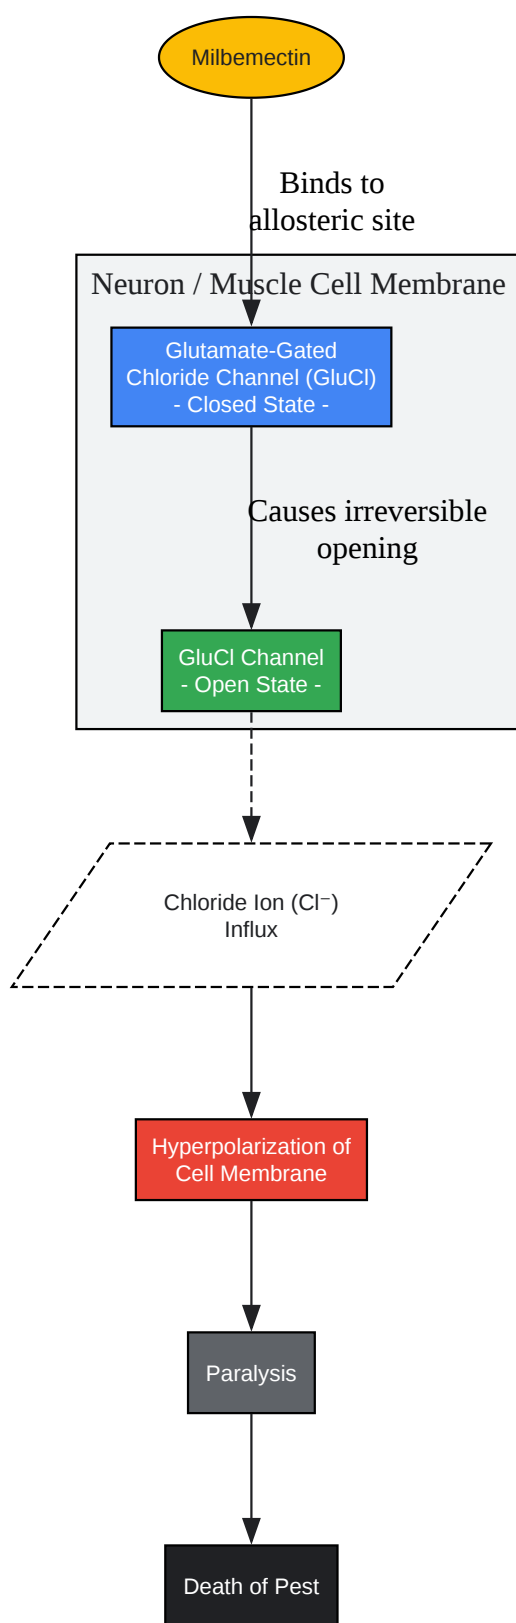 Milbemectin
Binds to
allosteric site
Neuron / Muscle Cell Membrane
Glutamate-Gated
Chloride Channel (GluCl)
- Closed State -
Causes irreversible
opening
GluCl Channel
- Open State -
Chloride Ion (Cl⁻)
Influx
Hyperpolarization of
Cell Membrane
Paralysis
Death of Pest